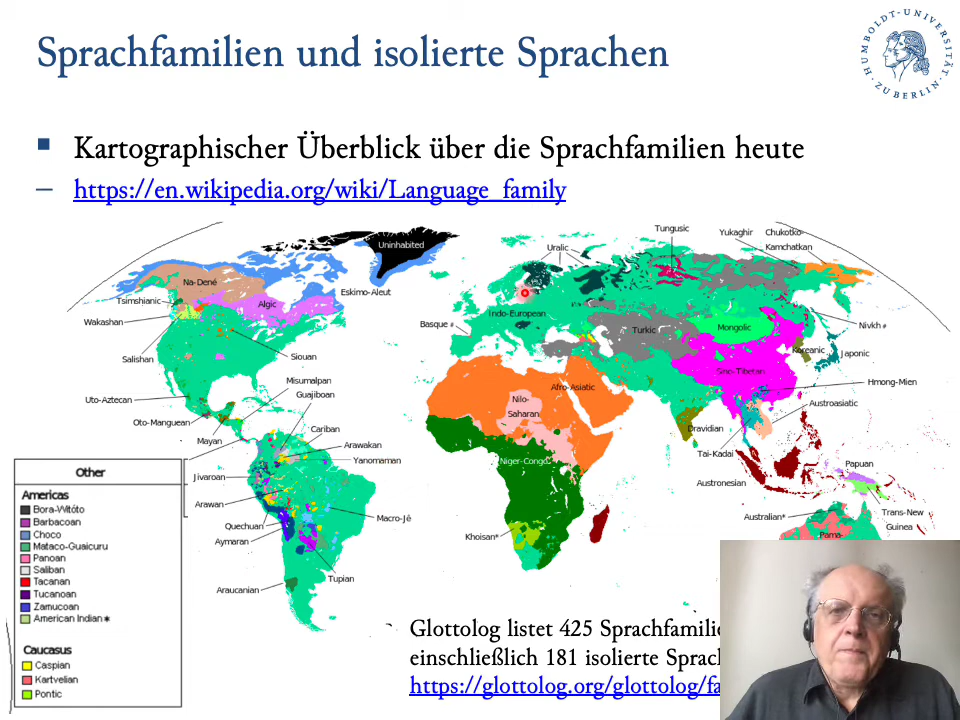 Sprachfamilien und isolierte Sprachen
HUMBOLDT-UNIVERSITÄT
ZU BERLIN
Kartographischer Überblick über die Sprachfamilien heute
https://en.wikipedia.org/wiki/Language_family
Uninhabited
Na-Dené
Eskimo-Aleut
Tsimshianic
Algic
Wakashan
Salishan
Siouan
Uto-Aztecan
Misumalpan
Guajiboan
Oto-Manguean
Mayan
Cariban
Arawakan
Yanomaman
Jivaroan
Arawan
Macro-Jê
Quechuan
Aymaran
Tupian
Araucanian
Uralic
Tungusic
Yukaghir
Chukotko-
Kamchatkan
Basque #
Indo-European
Turkic
Mongolic
Nivkh #
Koreanic
Japonic
Sino-Tibetan
Hmong-Mien
Afro-Asiatic
Nilo-
Saharan
Niger-Congo
Khoisan*
Dravidian
Austroasiatic
Tai-Kadai
Austronesian
Papuan
Australian*
Trans-New
Guinea
Pama-
Other
Americas
Bora-Witóto
Barbacoan
Choco
Mataco-Guaicuru
Panoan
Saliban
Tacanan
Tucanoan
Zamucoan
American Indian *
Caucasus
Caspian
Kartvelian
Pontic
Glottolog listet 425
einschließlich 181 isolierte
https://glottolog.org/glottolog/fa